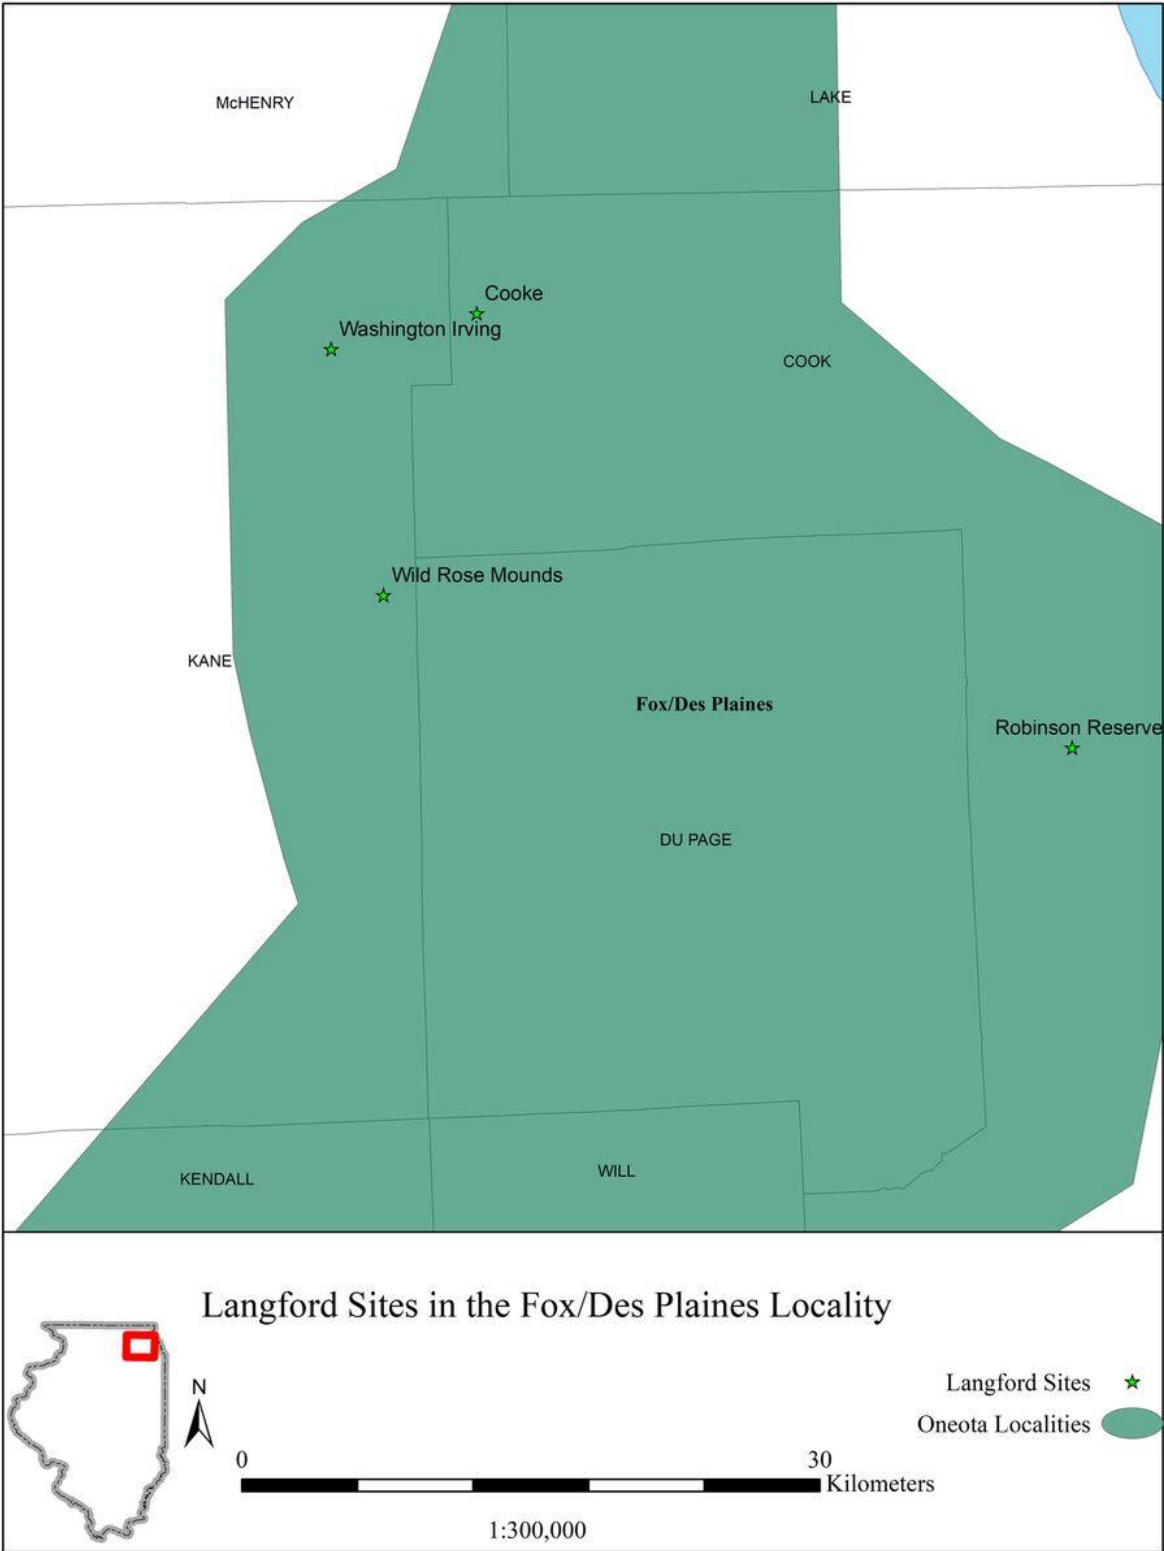 McHENRY
LAKE
Cooke
Washington Irving
COOK
Wild Rose Mounds
KANE
Fox/Des Plaines
Robinson Reserve
DU PAGE
WILL
KENDALL
Langford Sites in the Fox/Des Plaines Locality
N
Langford Sites
Oneota Localities
0 30
Kilometers
1:300,000